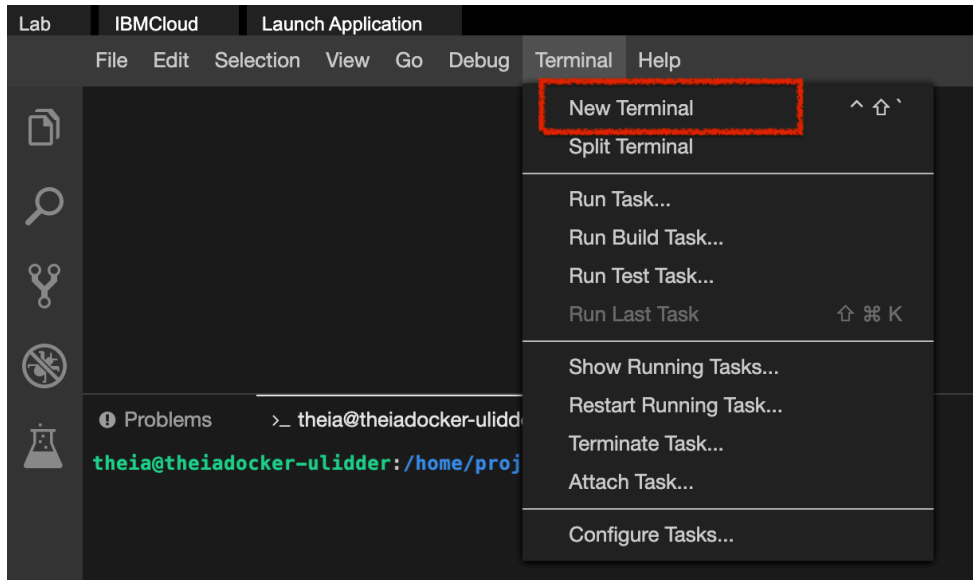 Lab IBMCloud Launch Application
File Edit Selection View Go Debug Terminal Help
New Terminal ^ ⇧ `
Split Terminal
Run Task...
Run Build Task...
Run Test Task...
Run Last Task ⇧ ⌘ K
Show Running Tasks...
Restart Running Task...
Terminate Task...
Attach Task...
Configure Tasks...
Problems >_ theia@theiadocker-ulidd
theia@theiadocker-ulidder:/home/proj